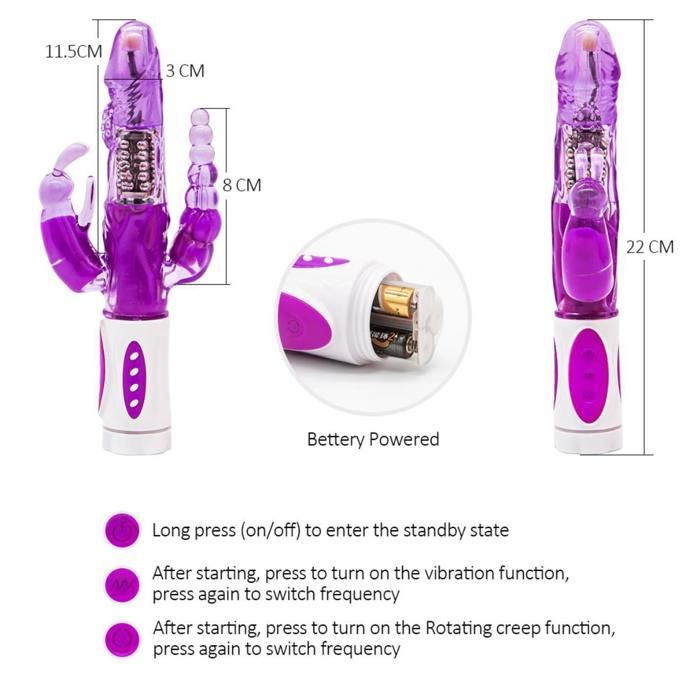 11.5CM
3 CM
8 CM
22 CM
Bettery Powered
Long press (on/off) to enter the standby state
After starting, press to turn on the vibration function,
press again to switch frequency
After starting, press to turn on the Rotating creep function,
press again to switch frequency